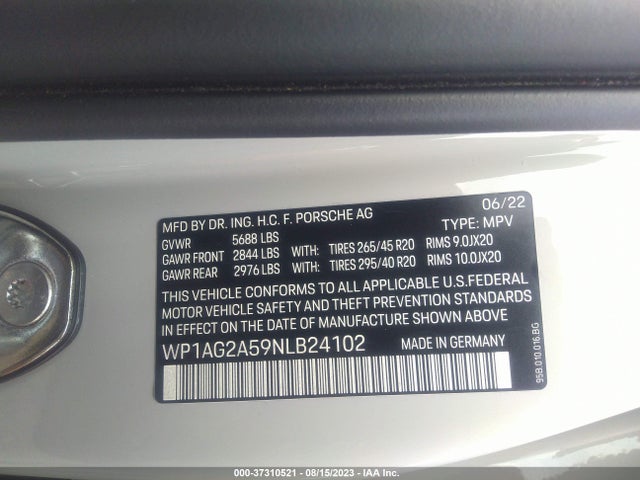 06/22
MFD BY DR. ING. H.C. F. PORSCHE AG
TYPE: MPV
GVWR 5688 LBS
GAWR FRONT 2844 LBS WITH: TIRES 265/45 R20 RIMS 9.0JX20
GAWR REAR 2976 LBS WITH: TIRES 295/40 R20 RIMS 10.0JX20
THIS VEHICLE CONFORMS TO ALL APPLICABLE U.S.FEDERAL
MOTOR VEHICLE SAFETY AND THEFT PREVENTION STANDARDS
IN EFFECT ON THE DATE OF MANUFACTURE SHOWN ABOVE
WP1AG2A59NLB24102 MADE IN GERMANY
95B.010.016.BG
000-37310521 - 08/15/2023 - IAA Inc.